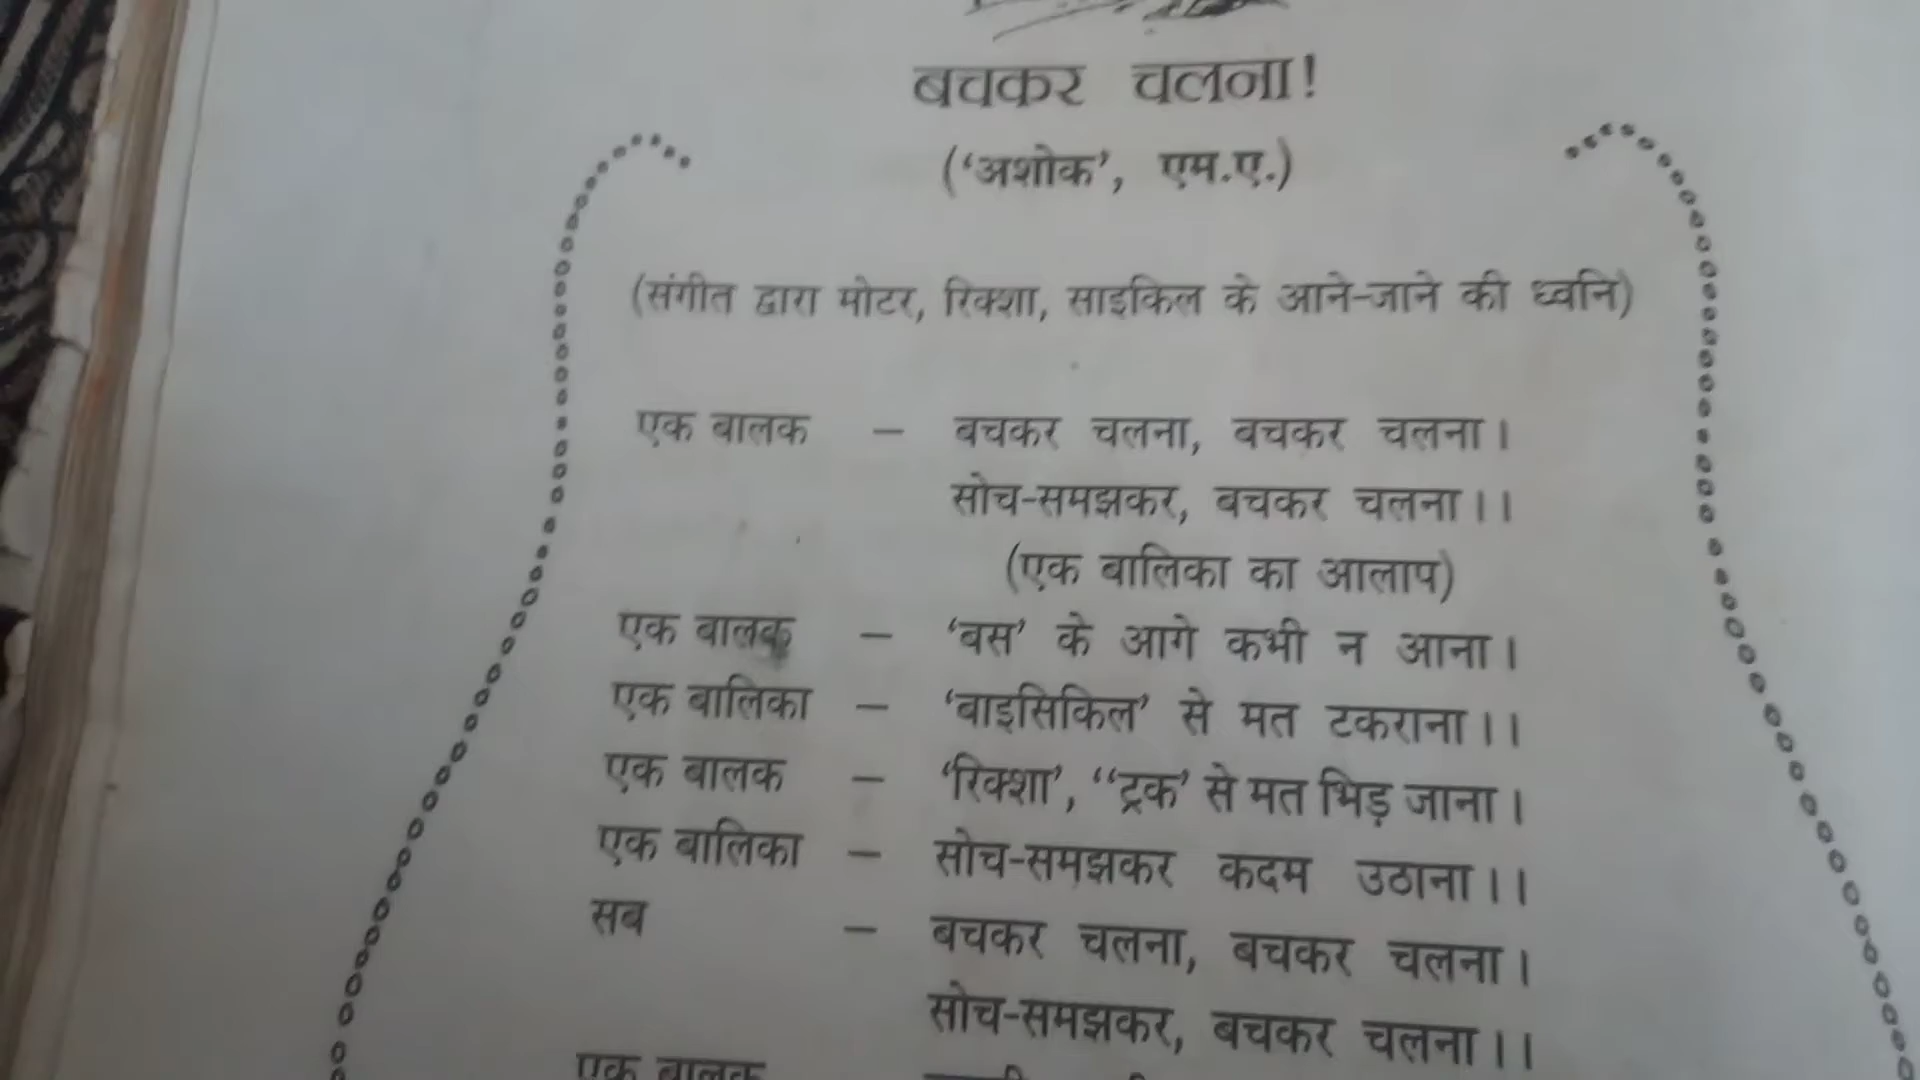 बचकर चलना!
('अशोक', एम.ए.)
(संगीत द्वारा मोटर, रिक्शा, साइकिल के आने-जाने की ध्वनि)
एक बालक – बचकर चलना, बचकर चलना।
सोच-समझकर, बचकर चलना।।
(एक बालिका का आलाप)
एक बालक – 'बस' के आगे कभी न आना।
एक बालिका – 'बाइसिकिल' से मत टकराना।।
एक बालक – 'रिक्शा', "ट्रक' से मत भिड़ जाना।
एक बालिका – सोच-समझकर कदम उठाना।।
सब – बचकर चलना, बचकर चलना।
सोच-समझकर, बचकर चलना।।
एक बालक